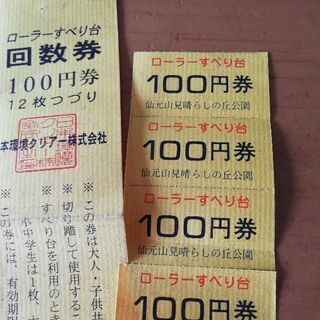 ローラーすべり台
回数券
100円券
12枚つづり
本環境クリアー株式会社
※この券は大人・子供共
切り離して使用するこ
※すべり台を利用のとき
小中学生は1枚、
※この券には、有効期限
ローラーすべり台
100円券
仙元山見晴らしの丘公園
ローラーすべり台
100円券
仙元山見晴らしの丘公園
ローラーすべり台
100円券
仙元山見晴らしの丘公園
ローラーすべり台
100円券